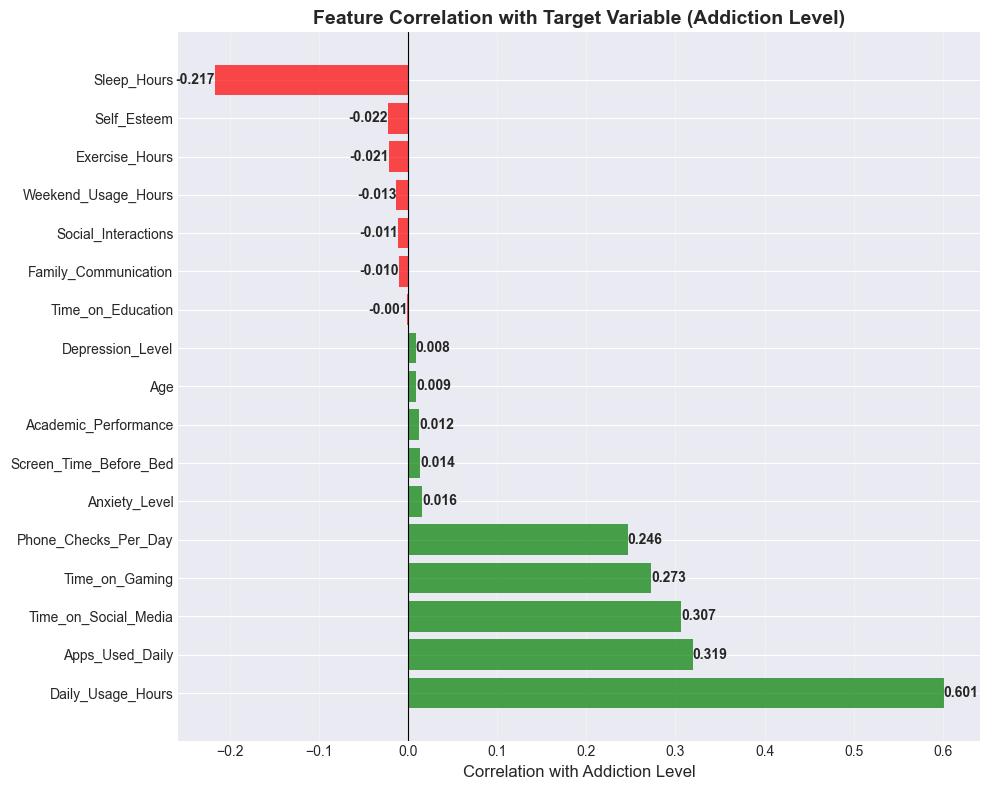 Feature Correlation with Target Variable (Addiction Level)
Sleep_Hours -0.217
Self_Esteem -0.022
Exercise_Hours -0.021
Weekend_Usage_Hours -0.013
Social_Interactions -0.011
Family_Communication -0.010
Time_on_Education -0.001
Depression_Level 0.008
Age 0.009
Academic_Performance 0.012
Screen_Time_Before_Bed 0.014
Anxiety_Level 0.016
Phone_Checks_Per_Day 0.246
Time_on_Gaming 0.273
Time_on_Social_Media 0.307
Apps_Used_Daily 0.319
Daily_Usage_Hours 0.601
−0.2 −0.1 0.0 0.1 0.2 0.3 0.4 0.5 0.6
Correlation with Addiction Level